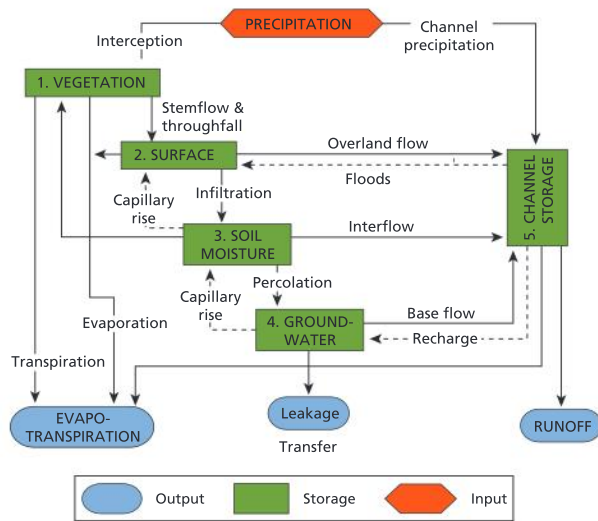 PRECIPITATION
Channel
precipitation
Interception
1. VEGETATION
Stemflow &
throughfall
2. SURFACE
Overland flow
Floods
5. CHANNEL
STORAGE
Capillary
rise
Infiltration
3. SOIL
MOISTURE
Interflow
Capillary
rise
Percolation
Evaporation
4. GROUND-
WATER
Base flow
Recharge
Transpiration
EVAPO-
TRANSPIRATION
Leakage
RUNOFF
Transfer
Output
Storage
Input